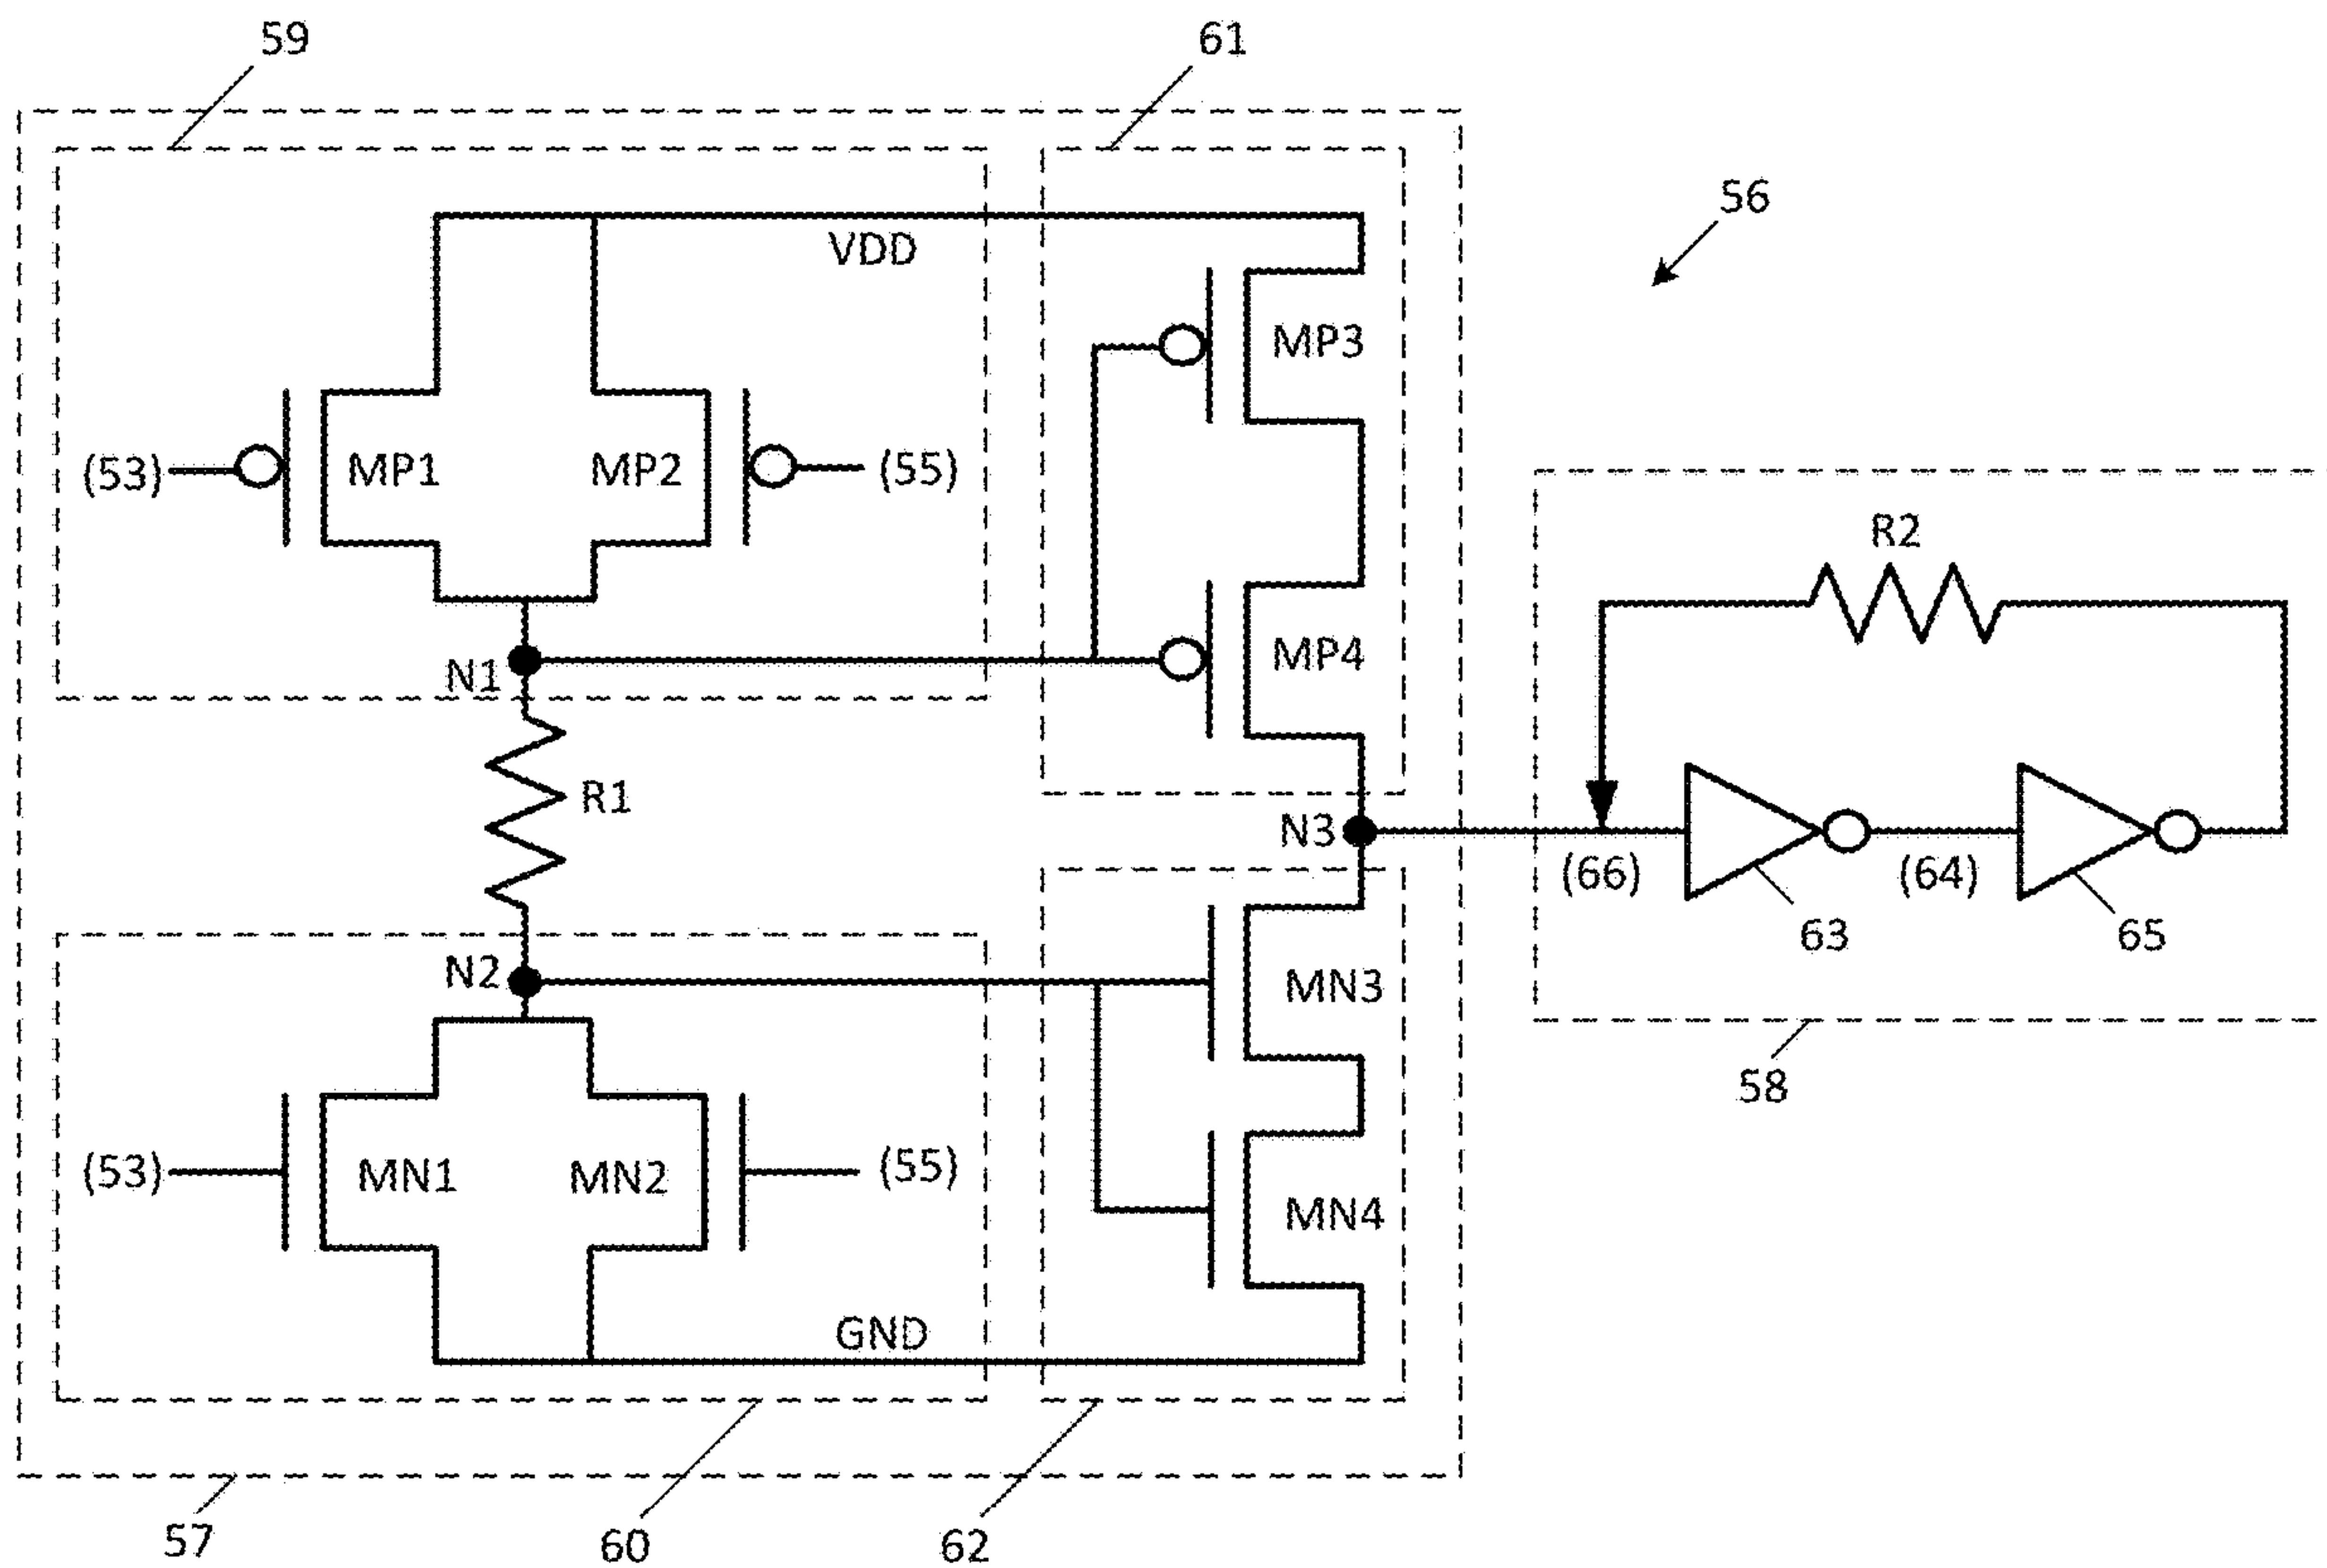 59
61
56
VDD
MP3
R2
(53)
MP1
MP2
(55)
MP4
N1
R1
N3
(66)
(64)
63
65
N2
MN3
58
(53)
MN1
MN2
(55)
MN4
GND
57
60
62